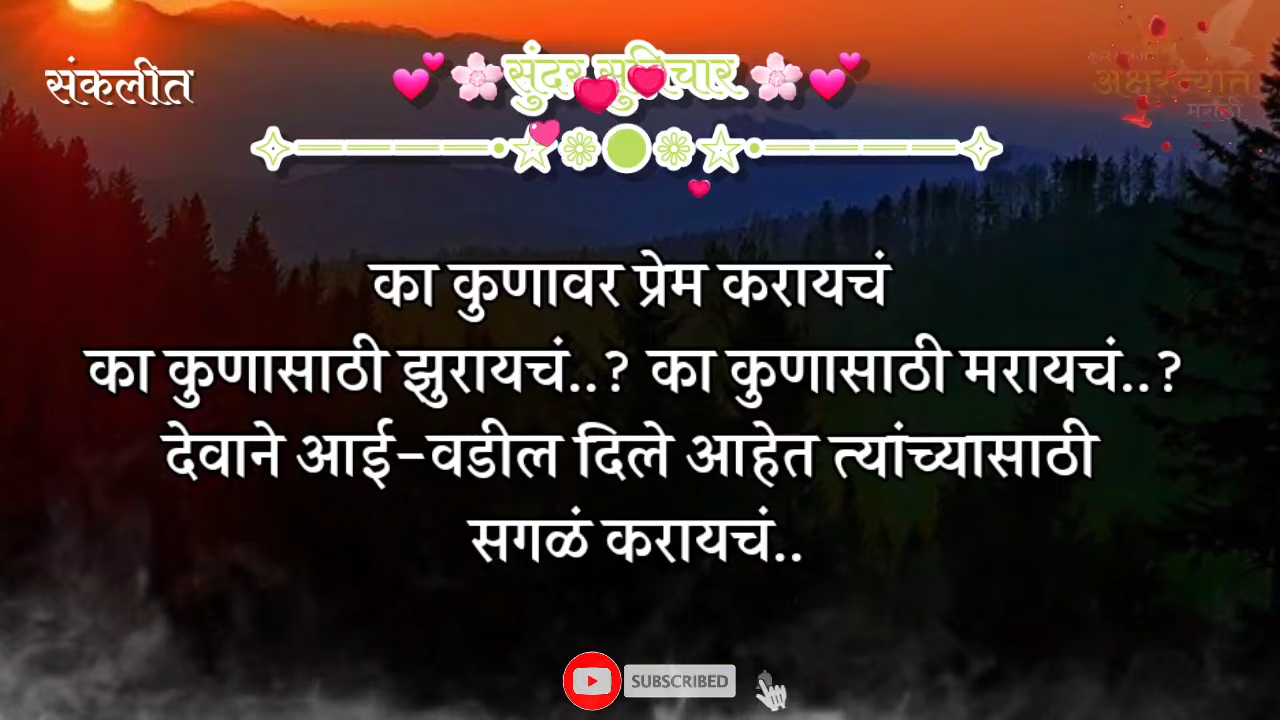 संकलीत
सुंदर सुविचार
का कुणावर प्रेम करायचं
का कुणासाठी झुरायचं..? का कुणासाठी मरायचं..?
देवाने आई-वडील दिले आहेत त्यांच्यासाठी
सगळं करायचं..
SUBSCRIBED